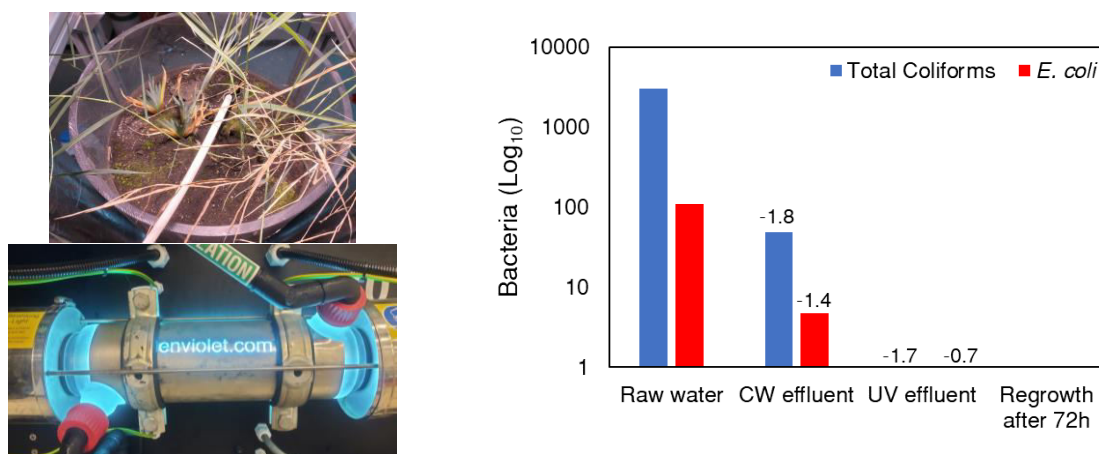 10000
1000
100
10
1
Bacteria (Log₁₀)
Total Coliforms
E. coli
-1.8
-1.4
-1.7
-0.7
Raw water
CW effluent
UV effluent
Regrowth
after 72h
enviolet.com